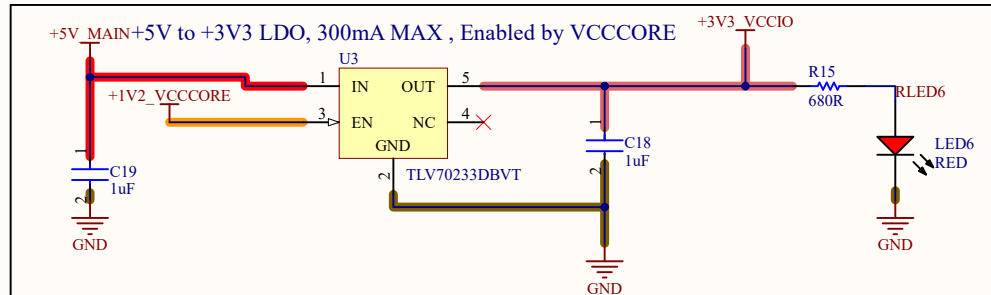 +3V3_VCCIO
+5V_MAIN +5V to +3V3 LDO, 300mA MAX , Enabled by VCCCORE
U3
1 IN OUT 5
R15
680R
RLED6
+1V2_VCCCORE
3 EN NC 4
GND
TLV70233DBVT
2
1
C19
1uF
2
1
C18
1uF
2
LED6
RED
GND
GND
GND